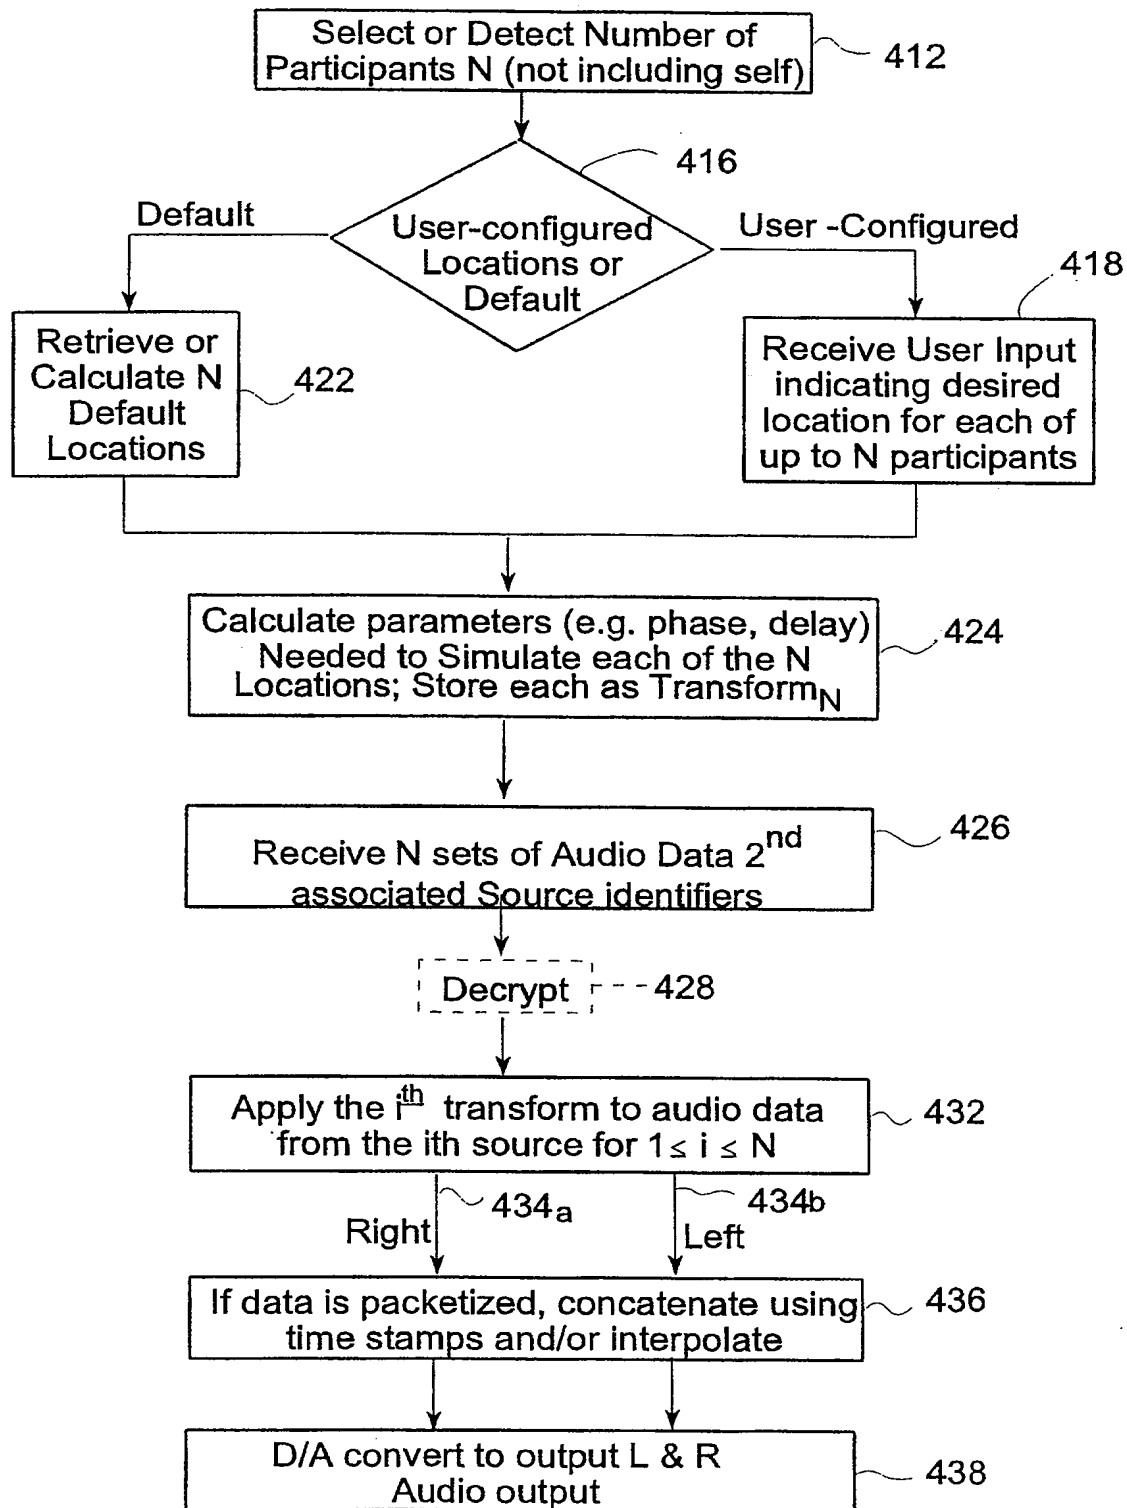 Select or Detect Number of
Participants N (not including self)
412
416
Default
User-configured
Locations or
Default
User -Configured
418
Retrieve or
Calculate N
Default
Locations
422
Receive User Input
indicating desired
location for each of
up to N participants
Calculate parameters (e.g. phase, delay)
Needed to Simulate each of the N
Locations; Store each as TransformN
424
Receive N sets of Audio Data 2nd
associated Source identifiers
426
Decrypt
428
Apply the ith transform to audio data
from the ith source for 1≤ i ≤ N
432
434a
434b
Right
Left
If data is packetized, concatenate using
time stamps and/or interpolate
436
D/A convert to output L & R
Audio output
438